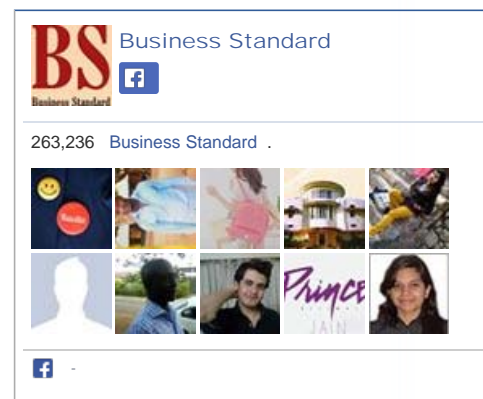 BS
Business Standard
Business Standard
263,236 Business Standard .
Prince
JAIN
-